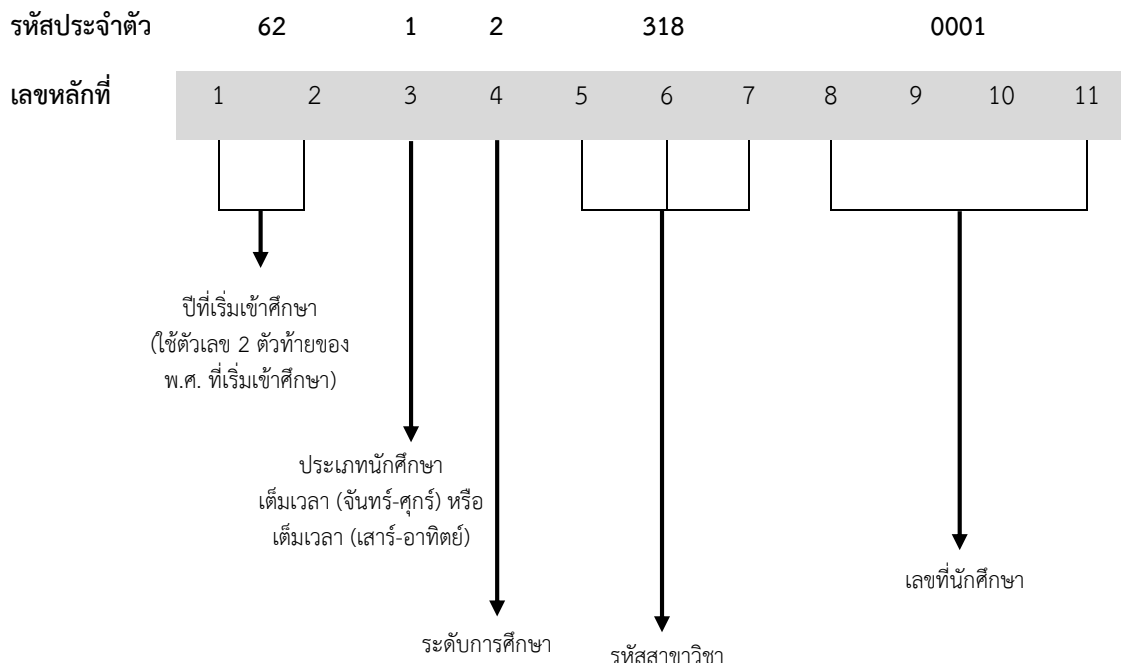 รหัสประจำตัว 62 1 2 318 0001
เลขหลักที่ 1 2 3 4 5 6 7 8 9 10 11
ปีที่เริ่มเข้าศึกษา
(ใช้ตัวเลข 2 ตัวท้ายของ
พ.ศ. ที่เริ่มเข้าศึกษา)
ประเภทนักศึกษา
เต็มเวลา (จันทร์-ศุกร์) หรือ
เต็มเวลา (เสาร์-อาทิตย์)
เลขที่นักศึกษา
ระดับการศึกษา
รหัสสาขาวิชา